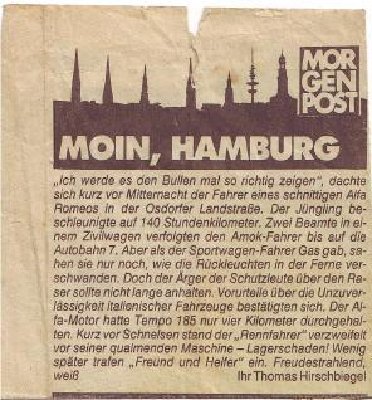 MOR
GEN
POST
MOIN, HAMBURG
„Ich werde es den Bullen mal so richtig zeigen“, dachte
sich kurz vor Mitternacht der Fahrer eines schnittigen Alfa
Romeos in der Osdorfer Landstraße. Der Jüngling be-
schleunigte auf 140 Stundenkilometer. Zwei Beamte in ei-
nem Zivilwagen verfolgten den Amok-Fahrer bis auf die
Autobahn 7. Aber als der Sportwagen-Fahrer Gas gab, sa-
hen sie nur noch, wie die Rückleuchten in der Ferne ver-
schwanden. Doch der Ärger der Schutzleute über den Ra-
ser sollte nicht lange anhalten. Vorurteile über die Unzuver-
lässigkeit italienischer Fahrzeuge bestätigten sich. Der Al-
fa-Motor hatte Tempo 185 nur vier Kilometer durchgehal-
ten. Kurz vor Schnelsen stand der „Rennfahrer“ verzweifelt
vor seiner qualmenden Maschine – Lagerschaden! Wenig
später trafen „Freund und Helfer“ ein. Freudestrahlend,
weiß Ihr Thomas Hirschbiegel